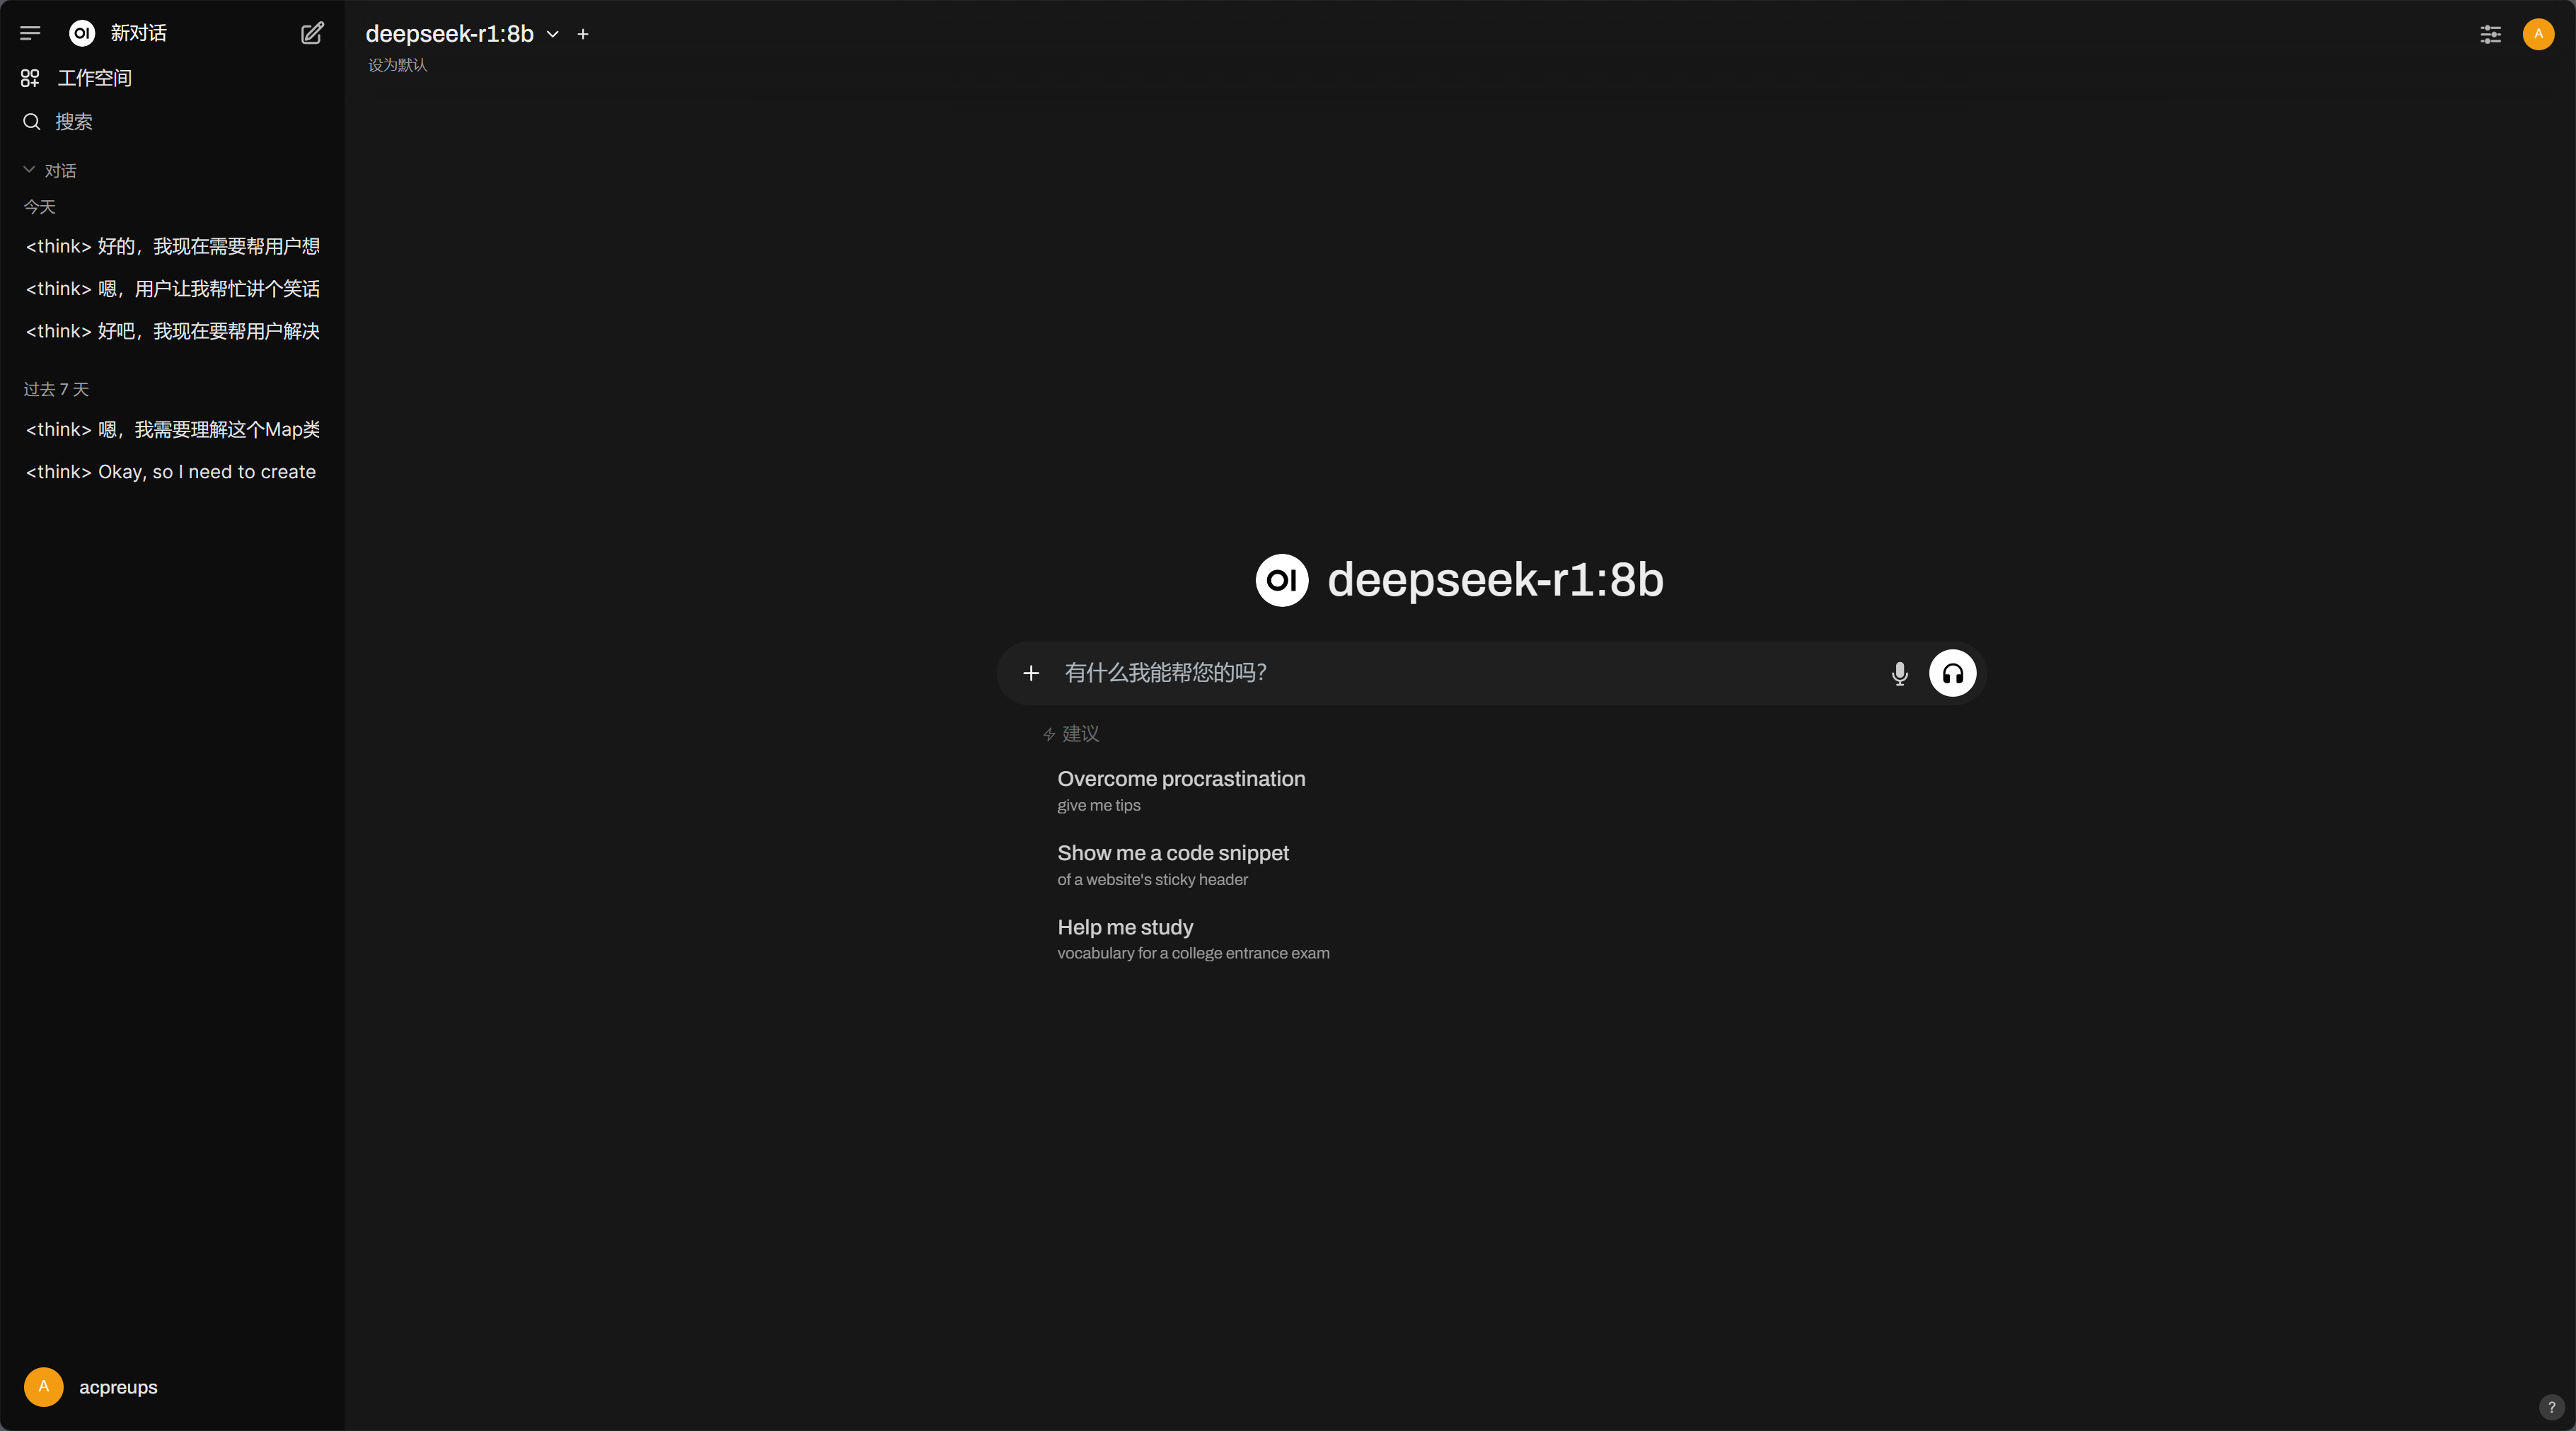 OI 新对话
工作空间
搜索
对话
今天
<think> 好的，我现在需要帮用户想
<think> 嗯，用户让我帮忙讲个笑话
<think> 好吧，我现在要帮用户解决
过去 7 天
<think> 嗯，我需要理解这个Map类
<think> Okay, so I need to create
A acpreups
deepseek-r1:8b
设为默认
A
OI deepseek-r1:8b
有什么我能帮您的吗？
建议
Overcome procrastination
give me tips
Show me a code snippet
of a website's sticky header
Help me study
vocabulary for a college entrance exam
?